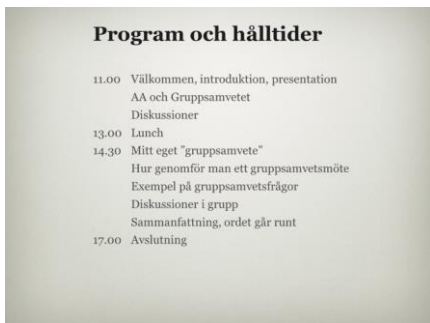 Program och hålltider
11.00 Välkommen, introduktion, presentation
AA och Gruppsamvetet
Diskussioner
13.00 Lunch
14.30 Mitt eget "gruppsamvete"
Hur genomför man ett gruppsamvetsmöte
Exempel på gruppsamvetsfrågor
Diskussioner i grupp
Sammanfattning, ordet går runt
17.00 Avslutning